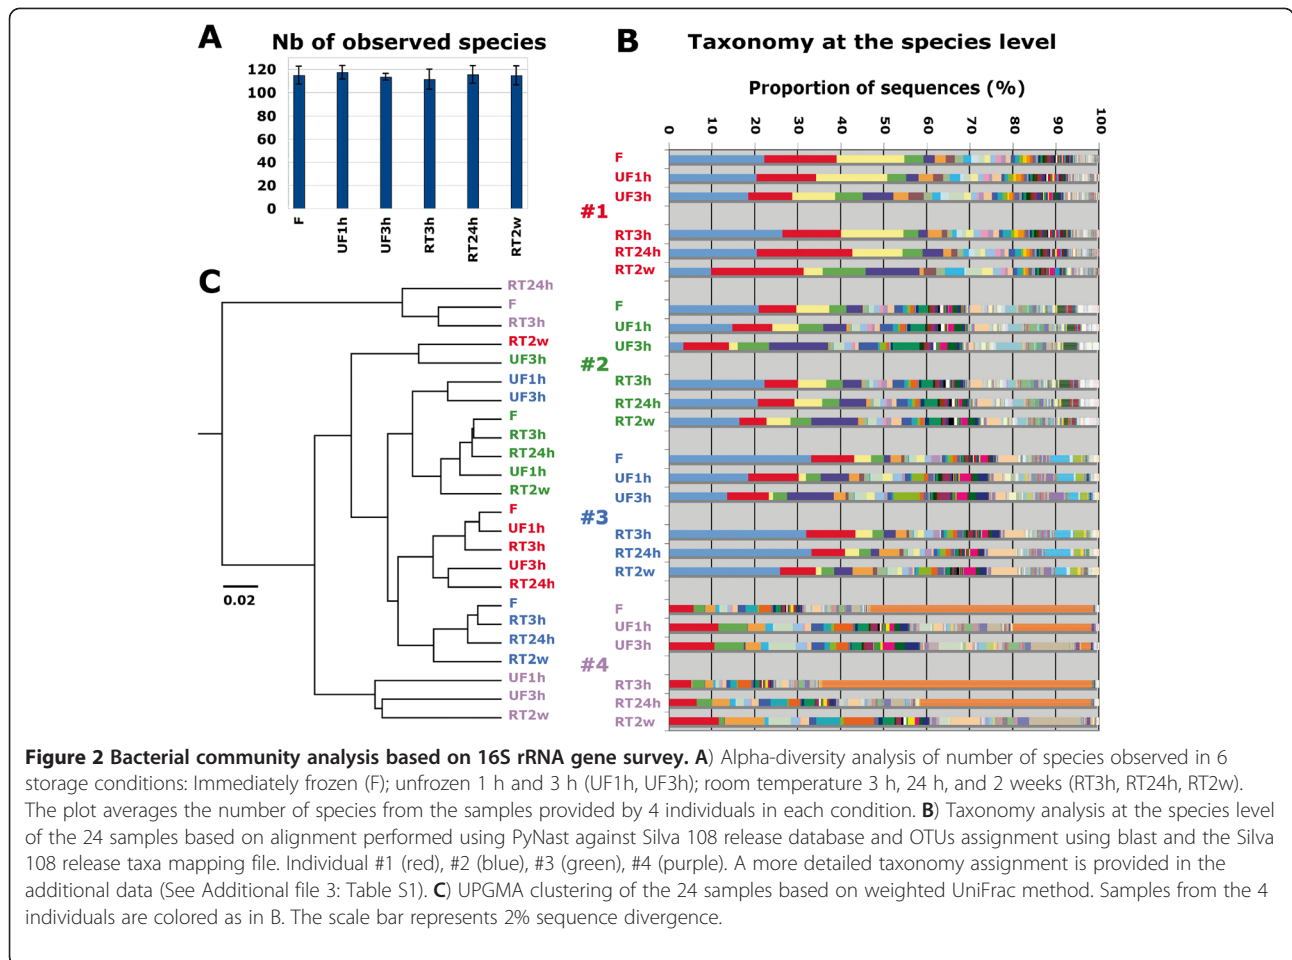 A
Nb of observed species
120
100
80
60
40
20
0
F
UF1h
UF3h
RT3h
RT24h
RT2w
B
Taxonomy at the species level
Proportion of sequences (%)
0 10 20 30 40 50 60 70 80 90 100
F
UF1h
UF3h
#1
RT3h
RT24h
RT2w
F
UF1h
UF3h
#2
RT3h
RT24h
RT2w
F
UF1h
UF3h
#3
RT3h
RT24h
RT2w
F
UF1h
UF3h
#4
RT3h
RT24h
RT2w
C
RT24h
F
RT3h
RT2w
UF3h
UF1h
UF3h
F
RT3h
RT24h
UF1h
RT2w
F
UF1h
RT3h
UF3h
RT24h
F
RT3h
RT24h
RT2w
UF1h
UF3h
RT2w
0.02
Figure 2 Bacterial community analysis based on 16S rRNA gene survey. A) Alpha-diversity analysis of number of species observed in 6
storage conditions: Immediately frozen (F); unfrozen 1 h and 3 h (UF1h, UF3h); room temperature 3 h, 24 h, and 2 weeks (RT3h, RT24h, RT2w).
The plot averages the number of species from the samples provided by 4 individuals in each condition. B) Taxonomy analysis at the species level
of the 24 samples based on alignment performed using PyNast against Silva 108 release database and OTUs assignment using blast and the Silva
108 release taxa mapping file. Individual #1 (red), #2 (blue), #3 (green), #4 (purple). A more detailed taxonomy assignment is provided in the
additional data (See Additional file 3: Table S1). C) UPGMA clustering of the 24 samples based on weighted UniFrac method. Samples from the 4
individuals are colored as in B. The scale bar represents 2% sequence divergence.